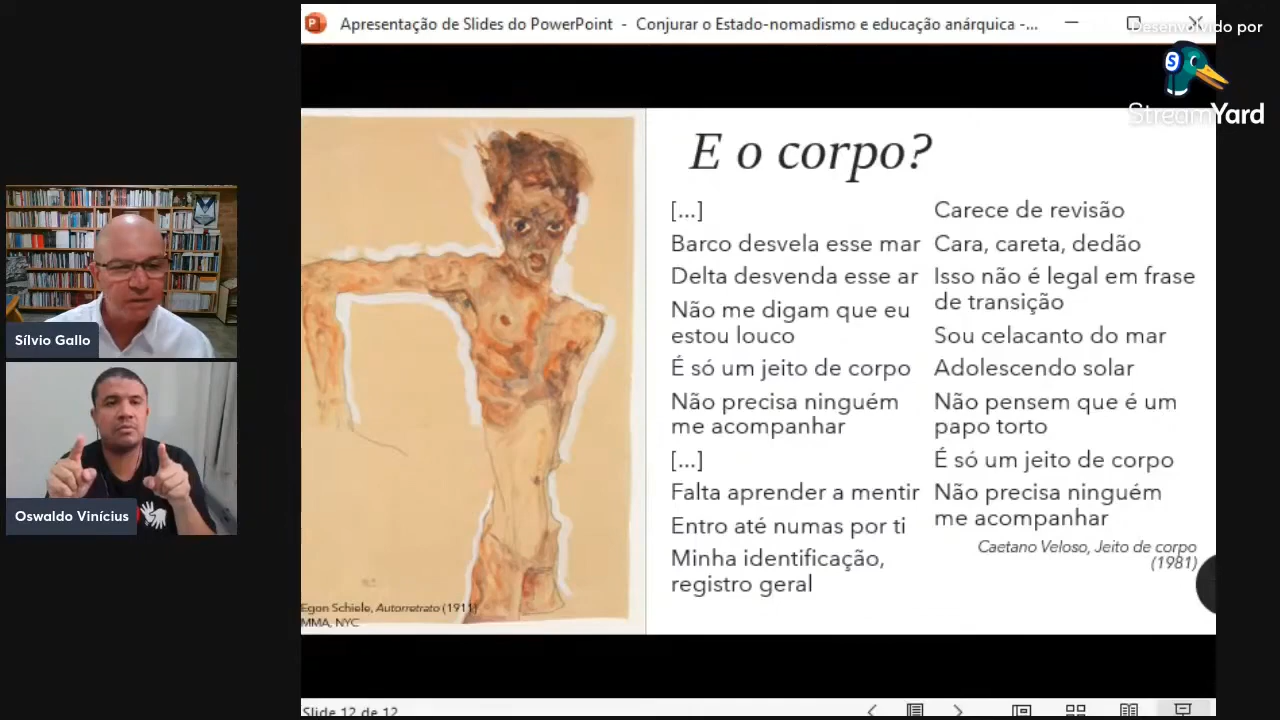 Apresentação de Slides do PowerPoint - Conjurar o Estado-nomadismo e educação anárquica -...
Desenvolvido por
StreamYard
Sílvio Gallo
Oswaldo Vinícius
E o corpo?
[...]
Barco desvela esse mar
Delta desvenda esse ar
Não me digam que eu
estou louco
É só um jeito de corpo
Não precisa ninguém
me acompanhar
[...]
Falta aprender a mentir
Entro até numas por ti
Minha identificação,
registro geral
Carece de revisão
Cara, careta, dedão
Isso não é legal em frase
de transição
Sou celacanto do mar
Adolescendo solar
Não pensem que é um
papo torto
É só um jeito de corpo
Não precisa ninguém
me acompanhar
Caetano Veloso, Jeito de corpo
(1981)
Egon Schiele, Autorretrato (1911)
MMA, NYC
Slide 12 de 12